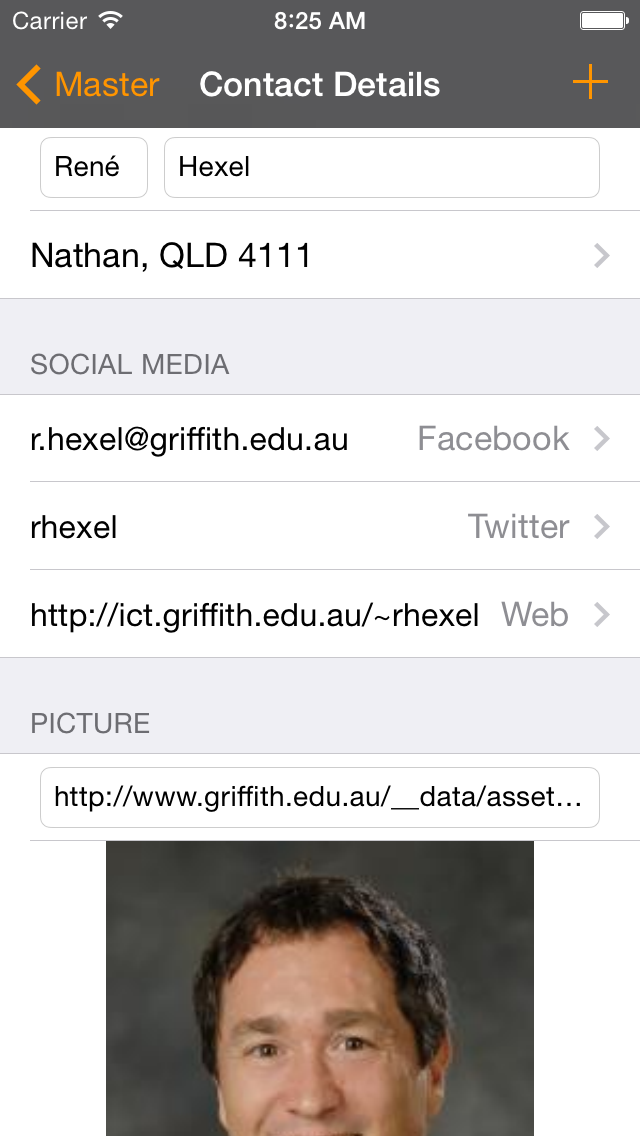 Carrier 8:25 AM
Master Contact Details
René Hexel
Nathan, QLD 4111
SOCIAL MEDIA
r.hexel@griffith.edu.au Facebook
rhexel Twitter
http://ict.griffith.edu.au/~rhexel Web
PICTURE
http://www.griffith.edu.au/__data/asset…